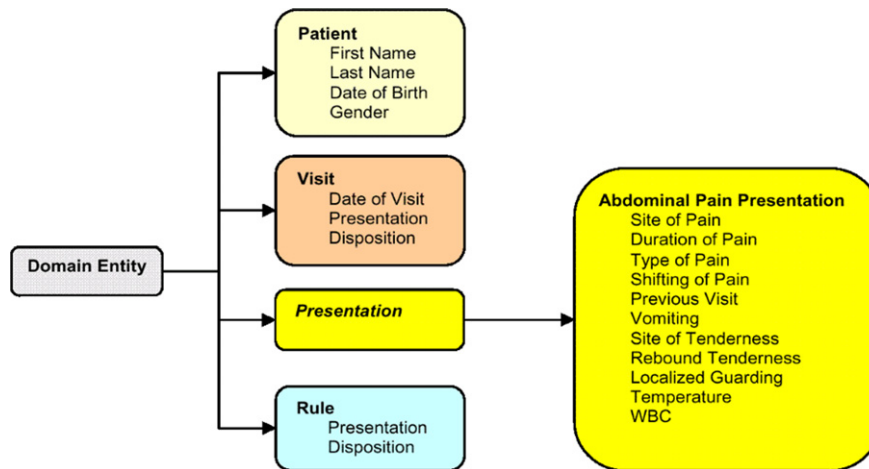 Domain Entity
Patient
First Name
Last Name
Date of Birth
Gender
Visit
Date of Visit
Presentation
Disposition
Presentation
Rule
Presentation
Disposition
Abdominal Pain Presentation
Site of Pain
Duration of Pain
Type of Pain
Shifting of Pain
Previous Visit
Vomiting
Site of Tenderness
Rebound Tenderness
Localized Guarding
Temperature
WBC